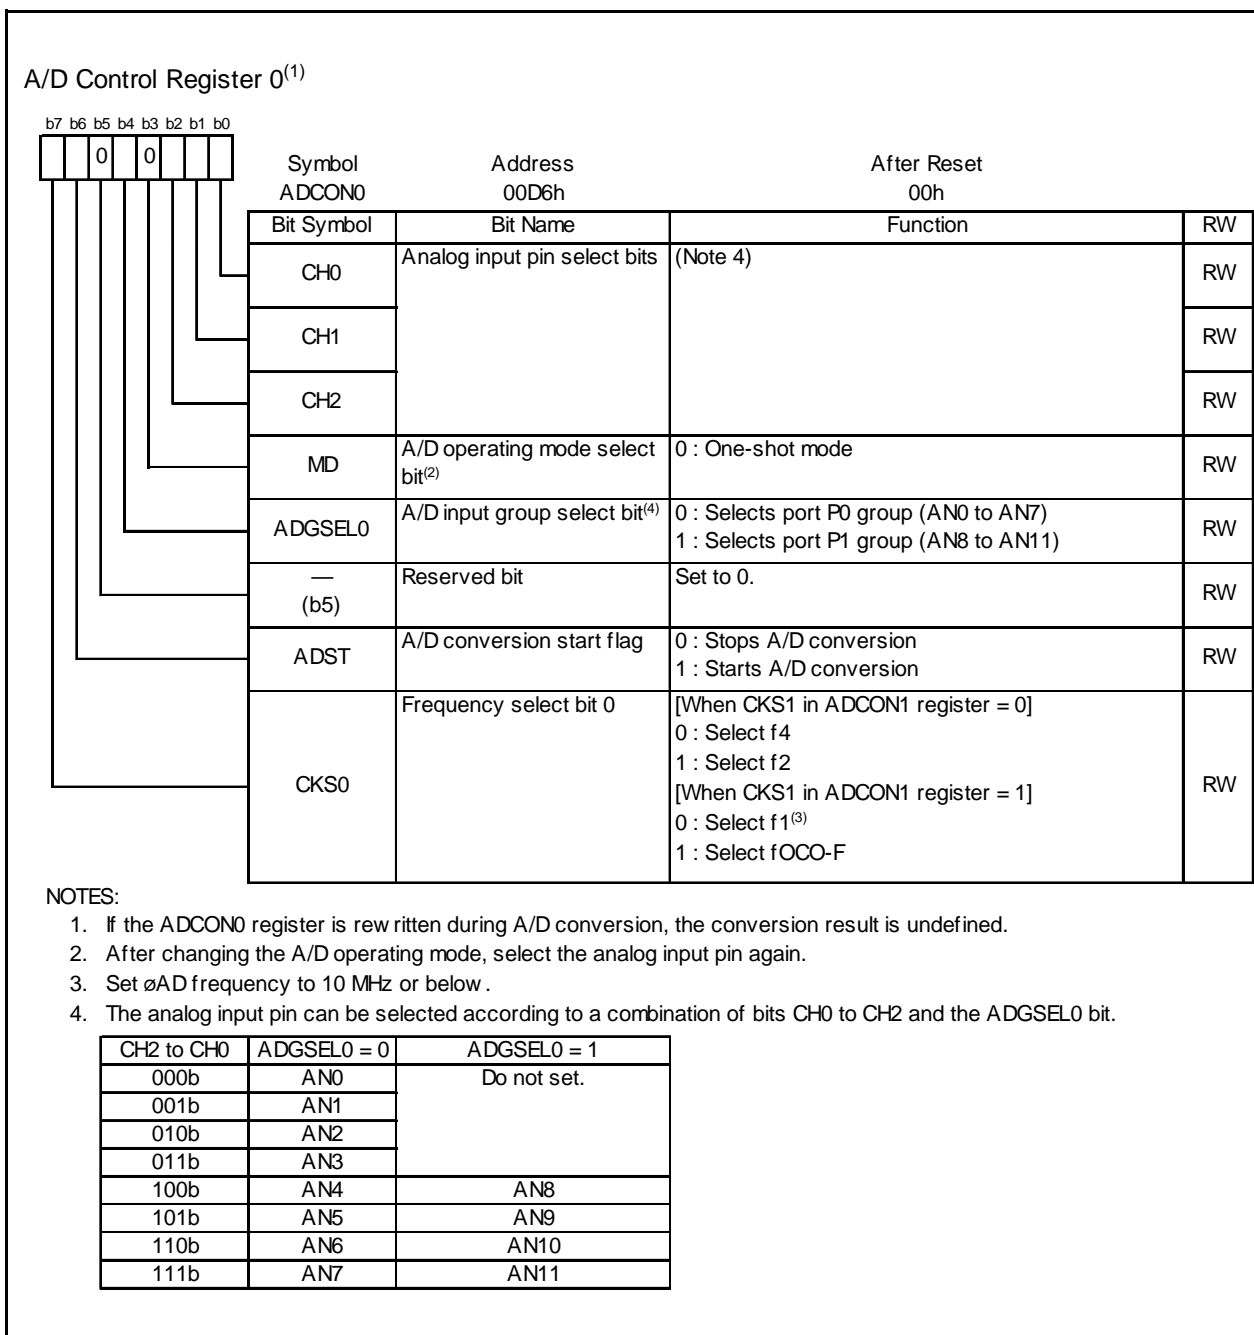 A/D Control Register 0(1)
b7 b6 b5 b4 b3 b2 b1 b0
0 0
Symbol Address After Reset
ADCON0 00D6h 00h
Bit Symbol Bit Name Function RW
CH0 Analog input pin select bits (Note 4) RW
CH1 RW
CH2 RW
MD A/D operating mode select bit(2) 0 : One-shot mode RW
ADGSEL0 A/D input group select bit(4) 0 : Selects port P0 group (AN0 to AN7)
1 : Selects port P1 group (AN8 to AN11) RW
— (b5) Reserved bit Set to 0. RW
ADST A/D conversion start flag 0 : Stops A/D conversion
1 : Starts A/D conversion RW
CKS0 Frequency select bit 0 [When CKS1 in ADCON1 register = 0]
0 : Select f4
1 : Select f2
[When CKS1 in ADCON1 register = 1]
0 : Select f1(3)
1 : Select fOCO-F RW
NOTES:
1. If the ADCON0 register is rewritten during A/D conversion, the conversion result is undefined.
2. After changing the A/D operating mode, select the analog input pin again.
3. Set øAD frequency to 10 MHz or below.
4. The analog input pin can be selected according to a combination of bits CH0 to CH2 and the ADGSEL0 bit.
CH2 to CH0 ADGSEL0 = 0 ADGSEL0 = 1
000b AN0 Do not set.
001b AN1
010b AN2
011b AN3
100b AN4 AN8
101b AN5 AN9
110b AN6 AN10
111b AN7 AN11